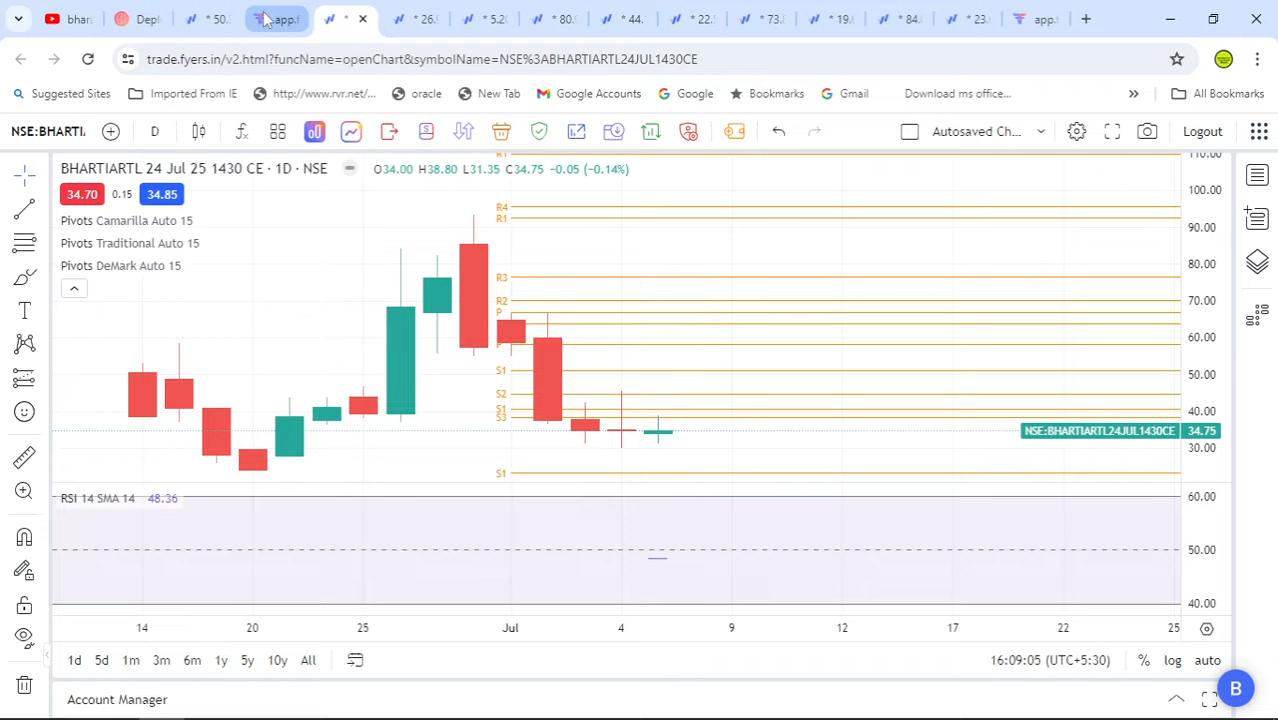 bhar
Depl
* 50.
app.f
*
* 26.
* 5.2
* 80.
* 44.
* 22.
* 73.
* 19.
* 84.
* 23.
app.f
trade.fyers.in/v2.html?funcName=openChart&symbolName=NSE%3ABHARTIARTL24JUL1430CE
Suggested Sites
Imported From IE
http://www.rvr.net/...
oracle
New Tab
Google Accounts
Google
Bookmarks
Gmail
Download ms office...
All Bookmarks
NSE:BHARTI
D
Autosaved Ch...
Logout
BHARTIARTL 24 Jul 25 1430 CE · 1D · NSE
O34.00 H38.80 L31.35 C34.75 −0.05 (−0.14%)
34.70 0.15 34.85
Pivots Camarilla Auto 15
Pivots Traditional Auto 15
Pivots DeMark Auto 15
R1
R4
R1
R3
R2
P
P
S1
S2
S1
S3
S1
110.00
100.00
90.00
80.00
70.00
60.00
50.00
40.00
NSE:BHARTIARTL24JUL1430CE 34.75
30.00
RSI 14 SMA 14 48.36
60.00
50.00
40.00
14 20 25 Jul 4 9 12 17 22 25
1d 5d 1m 3m 6m 1y 5y 10y All
16:09:05 (UTC+5:30) % log auto
Account Manager
B